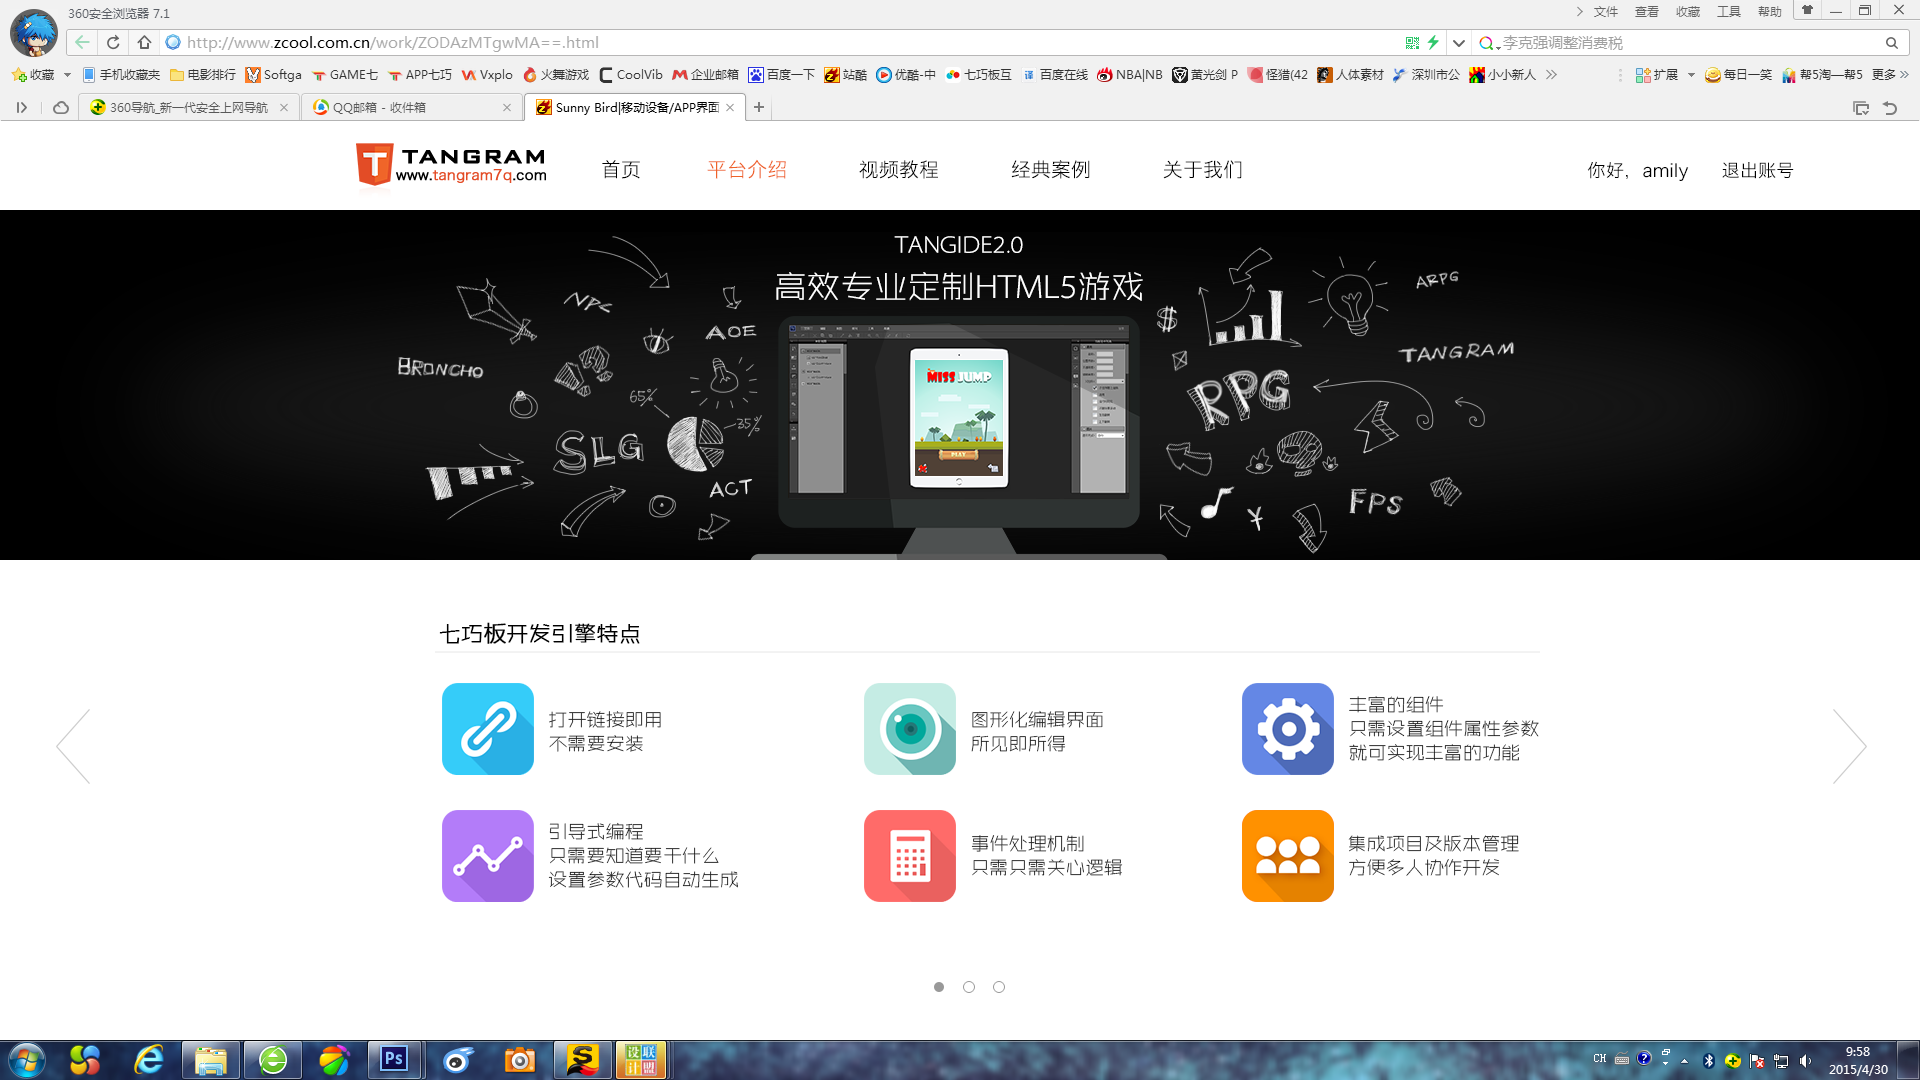 360安全浏览器 7.1
文件 查看 收藏 工具 帮助
http://www.zcool.com.cn/work/ZODAzMTgwMA==.html
李克强调整消费税
收藏 手机收藏夹 电影排行 Softga GAME七 APP七巧 Vxplo 火舞游戏 CoolVib 企业邮箱 百度一下 站酷 优酷-中 七巧板互 百度在线 NBA|NB 黄光剑 P 怪猎(42 人体素材 深圳市公 小小新人 扩展 每日一笑 帮5淘—帮5 更多
360导航_新一代安全上网导航
QQ邮箱 - 收件箱
Sunny Bird|移动设备/APP界面
TANGRAM
www.tangram7q.com
首页 平台介绍 视频教程 经典案例 关于我们
你好，amily 退出账号
TANGIDE2.0
高效专业定制HTML5游戏
NPC
AOE
BRONCHO
65%
35%
SLG
ACT
MISS JUMP
PLAY
$
ARPG
TANGRAM
RPG
FPS
¥
七巧板开发引擎特点
打开链接即用
不需要安装
图形化编辑界面
所见即所得
丰富的组件
只需设置组件属性参数
就可实现丰富的功能
引导式编程
只需要知道要干什么
设置参数代码自动生成
事件处理机制
只需只需关心逻辑
集成项目及版本管理
方便多人协作开发
Ps
设联
计网
CH
9:58
2015/4/30